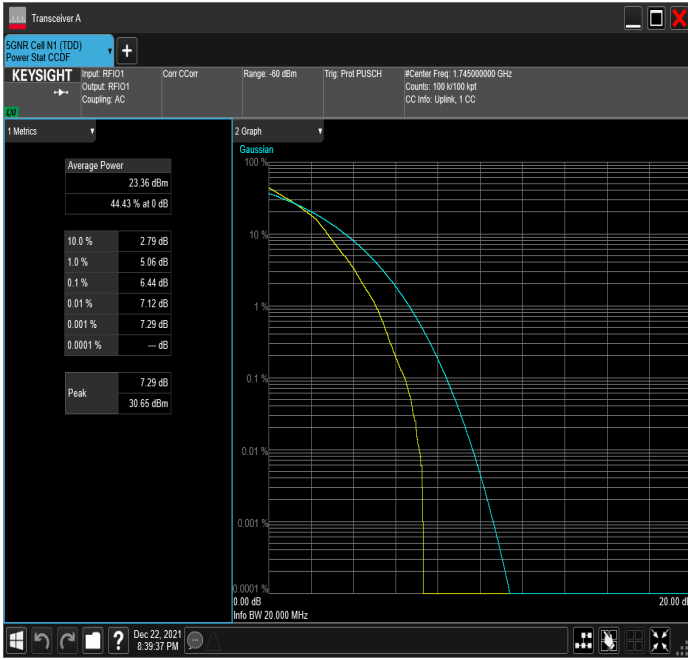 Transceiver A
5GNR Cell N1 (TDD)
Power Stat CCDF
+
KEYSIGHT
Input: RFIO1
Output: RFIO1
Coupling: AC
Corr CCorr
Range: -60 dBm
Trig: Prot PUSCH
#Center Freq: 1.745000000 GHz
Counts: 100 k/100 kpt
CC Info: Uplink, 1 CC
LXI
1 Metrics
Average Power
23.36 dBm
44.43 % at 0 dB
10.0 % 2.79 dB
1.0 % 5.06 dB
0.1 % 6.44 dB
0.01 % 7.12 dB
0.001 % 7.29 dB
0.0001 % --- dB
Peak
7.29 dB
30.65 dBm
2 Graph
Gaussian
100 %
10 %
1 %
0.1 %
0.01 %
0.001 %
0.0001 %
0.00 dB
20.00 dB
Info BW 20.000 MHz
?
Dec 22, 2021
8:39:37 PM